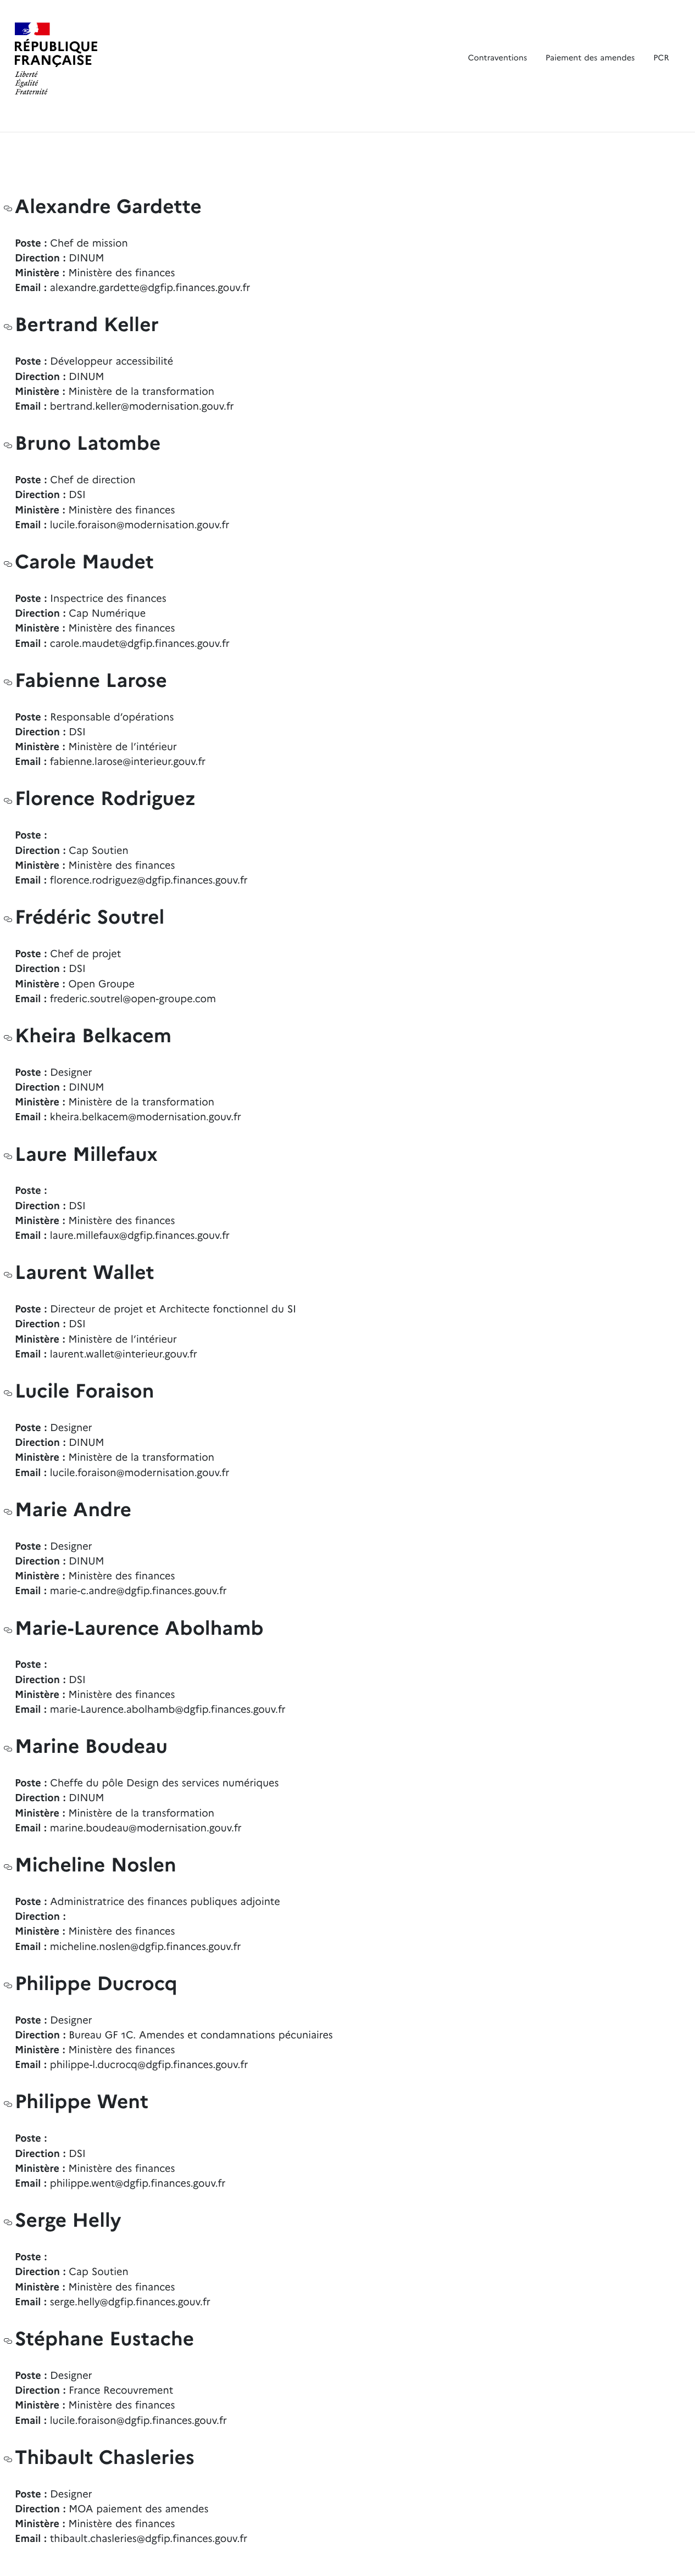 RÉPUBLIQUE
FRANÇAISE
Liberté
Égalité
Fraternité
Contraventions Paiement des amendes PCR
Alexandre Gardette
Poste : Chef de mission
Direction : DINUM
Ministère : Ministère des finances
Email : alexandre.gardette@dgfip.finances.gouv.fr
Bertrand Keller
Poste : Développeur accessibilité
Direction : DINUM
Ministère : Ministère de la transformation
Email : bertrand.keller@modernisation.gouv.fr
Bruno Latombe
Poste : Chef de direction
Direction : DSI
Ministère : Ministère des finances
Email : lucile.foraison@modernisation.gouv.fr
Carole Maudet
Poste : Inspectrice des finances
Direction : Cap Numérique
Ministère : Ministère des finances
Email : carole.maudet@dgfip.finances.gouv.fr
Fabienne Larose
Poste : Responsable d’opérations
Direction : DSI
Ministère : Ministère de l’intérieur
Email : fabienne.larose@interieur.gouv.fr
Florence Rodriguez
Poste :
Direction : Cap Soutien
Ministère : Ministère des finances
Email : florence.rodriguez@dgfip.finances.gouv.fr
Frédéric Soutrel
Poste : Chef de projet
Direction : DSI
Ministère : Open Groupe
Email : frederic.soutrel@open-groupe.com
Kheira Belkacem
Poste : Designer
Direction : DINUM
Ministère : Ministère de la transformation
Email : kheira.belkacem@modernisation.gouv.fr
Laure Millefaux
Poste :
Direction : DSI
Ministère : Ministère des finances
Email : laure.millefaux@dgfip.finances.gouv.fr
Laurent Wallet
Poste : Directeur de projet et Architecte fonctionnel du SI
Direction : DSI
Ministère : Ministère de l’intérieur
Email : laurent.wallet@interieur.gouv.fr
Lucile Foraison
Poste : Designer
Direction : DINUM
Ministère : Ministère de la transformation
Email : lucile.foraison@modernisation.gouv.fr
Marie Andre
Poste : Designer
Direction : DINUM
Ministère : Ministère des finances
Email : marie-c.andre@dgfip.finances.gouv.fr
Marie-Laurence Abolhamb
Poste :
Direction : DSI
Ministère : Ministère des finances
Email : marie-Laurence.abolhamb@dgfip.finances.gouv.fr
Marine Boudeau
Poste : Cheffe du pôle Design des services numériques
Direction : DINUM
Ministère : Ministère de la transformation
Email : marine.boudeau@modernisation.gouv.fr
Micheline Noslen
Poste : Administratrice des finances publiques adjointe
Direction :
Ministère : Ministère des finances
Email : micheline.noslen@dgfip.finances.gouv.fr
Philippe Ducrocq
Poste : Designer
Direction : Bureau GF 1C. Amendes et condamnations pécuniaires
Ministère : Ministère des finances
Email : philippe-l.ducrocq@dgfip.finances.gouv.fr
Philippe Went
Poste :
Direction : DSI
Ministère : Ministère des finances
Email : philippe.went@dgfip.finances.gouv.fr
Serge Helly
Poste :
Direction : Cap Soutien
Ministère : Ministère des finances
Email : serge.helly@dgfip.finances.gouv.fr
Stéphane Eustache
Poste : Designer
Direction : France Recouvrement
Ministère : Ministère des finances
Email : lucile.foraison@dgfip.finances.gouv.fr
Thibault Chasleries
Poste : Designer
Direction : MOA paiement des amendes
Ministère : Ministère des finances
Email : thibault.chasleries@dgfip.finances.gouv.fr